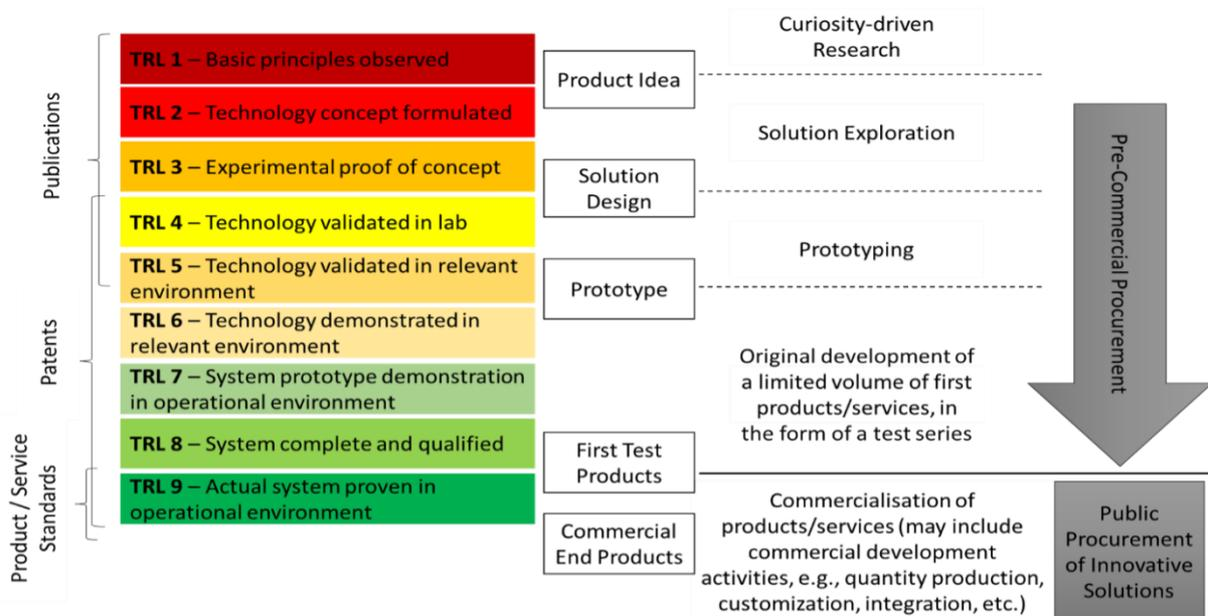 Publications
Patents
Product / Service
Standards
TRL 1 – Basic principles observed
TRL 2 – Technology concept formulated
TRL 3 – Experimental proof of concept
TRL 4 – Technology validated in lab
TRL 5 – Technology validated in relevant
environment
TRL 6 – Technology demonstrated in
relevant environment
TRL 7 – System prototype demonstration
in operational environment
TRL 8 – System complete and qualified
TRL 9 – Actual system proven in
operational environment
Product Idea
Solution
Design
Prototype
First Test
Products
Commercial
End Products
Curiosity-driven
Research
Solution Exploration
Prototyping
Original development of
a limited volume of first
products/services, in
the form of a test series
Commercialisation of
products/services (may include
commercial development
activities, e.g., quantity production,
customization, integration, etc.)
Pre-Commercial Procurement
Public
Procurement
of Innovative
Solutions